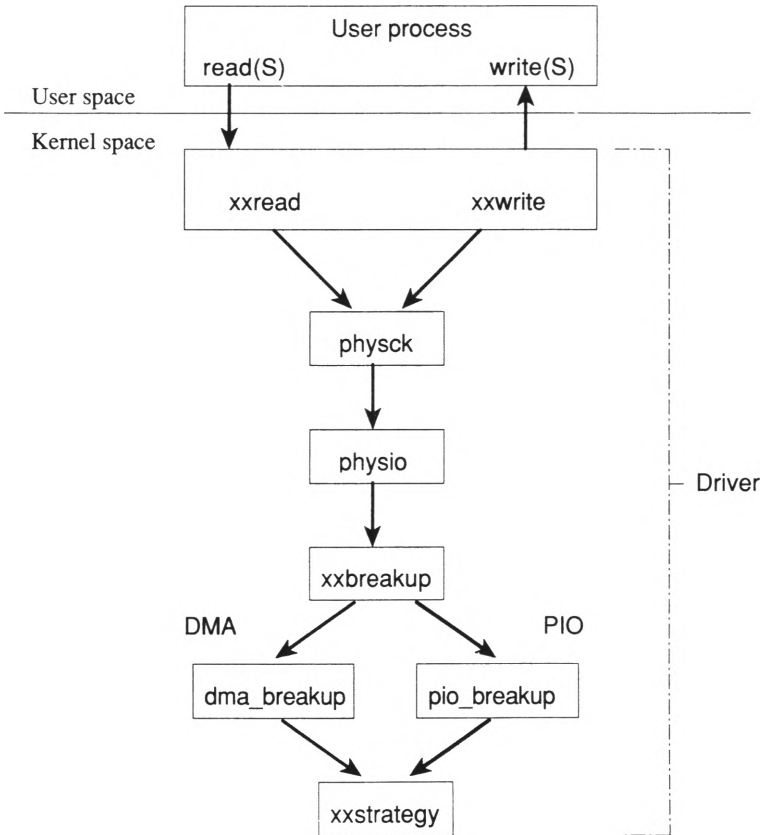 User process
read(S) write(S)
User space
Kernel space
xxread xxwrite
physck
physio
Driver
xxbreakup
DMA PIO
dma_breakup pio_breakup
xxstrategy